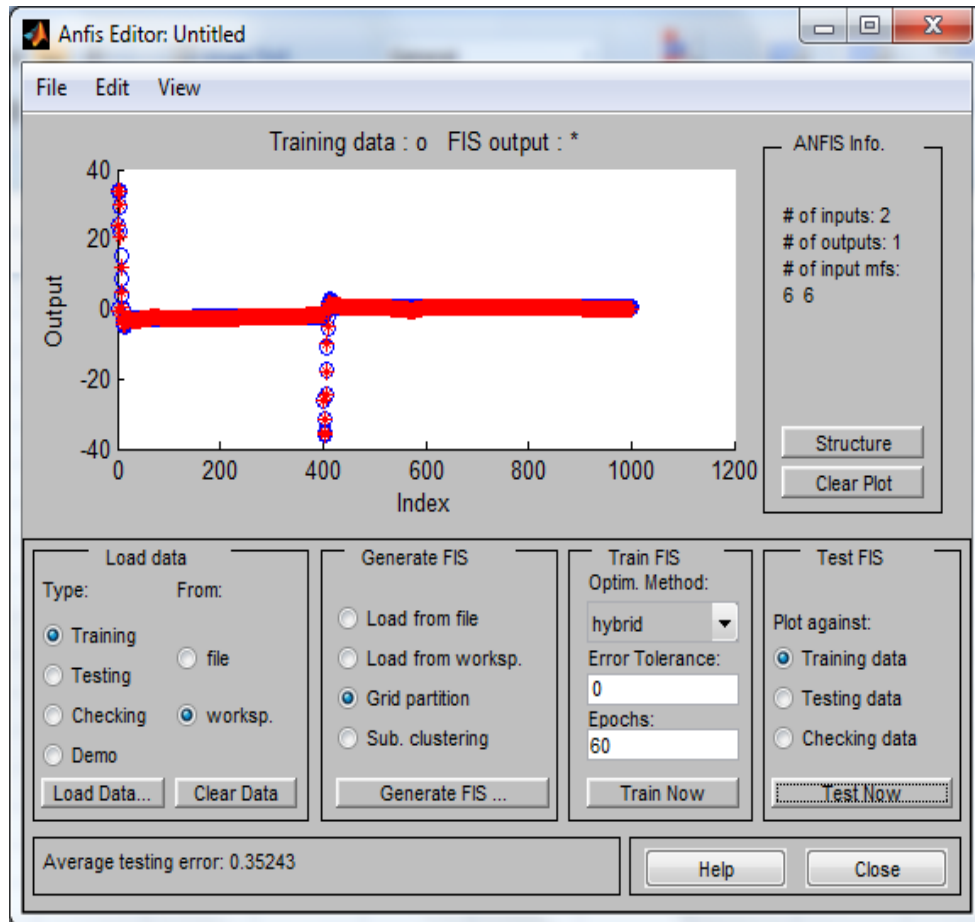 Anfis Editor: Untitled
File Edit View
Training data : o FIS output : *
40
20
0
-20
-40
Output
0 200 400 600 800 1000 1200
Index
ANFIS Info.
# of inputs: 2
# of outputs: 1
# of input mfs:
6 6
Structure
Clear Plot
Load data
Type: From:
Training
Testing
Checking
Demo
file
worksp.
Load Data... Clear Data
Generate FIS
Load from file
Load from worksp.
Grid partition
Sub. clustering
Generate FIS ...
Train FIS
Optim. Method:
hybrid
Error Tolerance:
0
Epochs:
60
Train Now
Test FIS
Plot against:
Training data
Testing data
Checking data
Test Now
Average testing error: 0.35243
Help Close